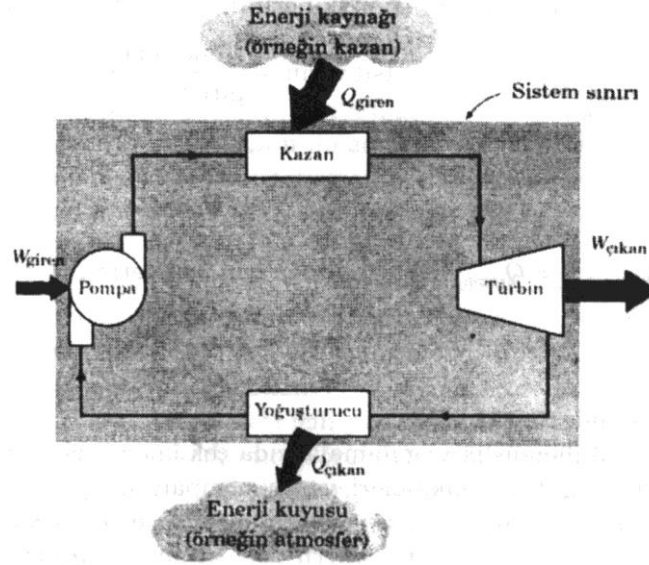 Enerji kaynağı
(örneğin kazan)
Qgiren
Sistem sınırı
Kazan
Wgiren
Pompa
Wçıkan
Türbin
Yoğuşturucu
Qçıkan
Enerji kuyusu
(örneğin atmosfer)